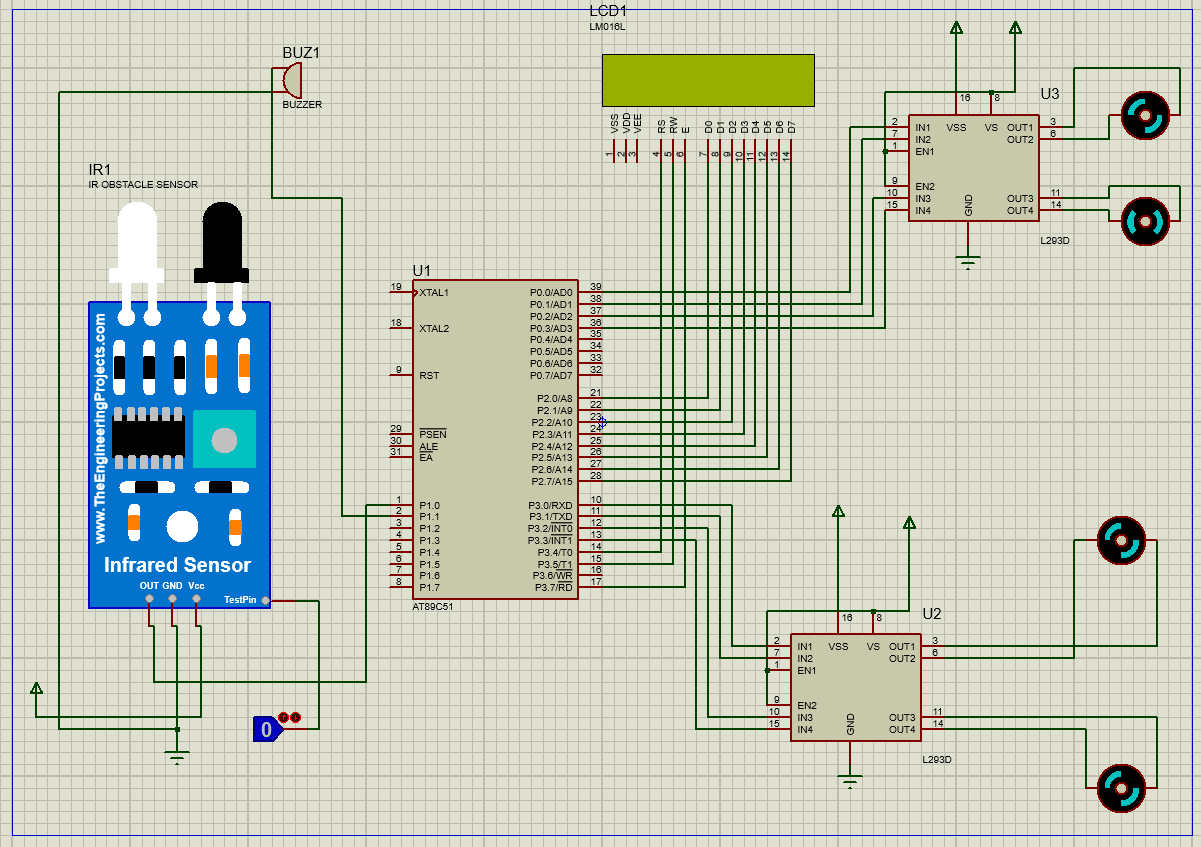 LCD1
LM016L
BUZ1
BUZZER
VSS VDD VEE RS RW E D0 D1 D2 D3 D4 D5 D6 D7
1 2 3 4 5 6 7 8 9 10 11 12 13 14
U3
16 8
2 IN1 VSS VS OUT1 3
7 IN2 OUT2 6
1 EN1
9 EN2
10 IN3 OUT3 11
15 IN4 GND OUT4 14
L293D
IR1
IR OBSTACLE SENSOR
www.TheEngineeringProjects.com
Infrared Sensor
OUT GND Vcc
TestPin
0
U1
19 XTAL1 P0.0/AD0 39
P0.1/AD1 38
P0.2/AD2 37
18 XTAL2 P0.3/AD3 36
P0.4/AD4 35
P0.5/AD5 34
P0.6/AD6 33
9 RST P0.7/AD7 32
P2.0/A8 21
P2.1/A9 22
P2.2/A10 23
29 PSEN P2.3/A11 24
30 ALE P2.4/A12 25
31 EA P2.5/A13 26
P2.6/A14 27
P2.7/A15 28
1 P1.0 P3.0/RXD 10
2 P1.1 P3.1/TXD 11
3 P1.2 P3.2/INT0 12
4 P1.3 P3.3/INT1 13
5 P1.4 P3.4/T0 14
6 P1.5 P3.5/T1 15
7 P1.6 P3.6/WR 16
8 P1.7 P3.7/RD 17
AT89C51
U2
16 8
2 IN1 VSS VS OUT1 3
7 IN2 OUT2 6
1 EN1
9 EN2
10 IN3 OUT3 11
15 IN4 GND OUT4 14
L293D